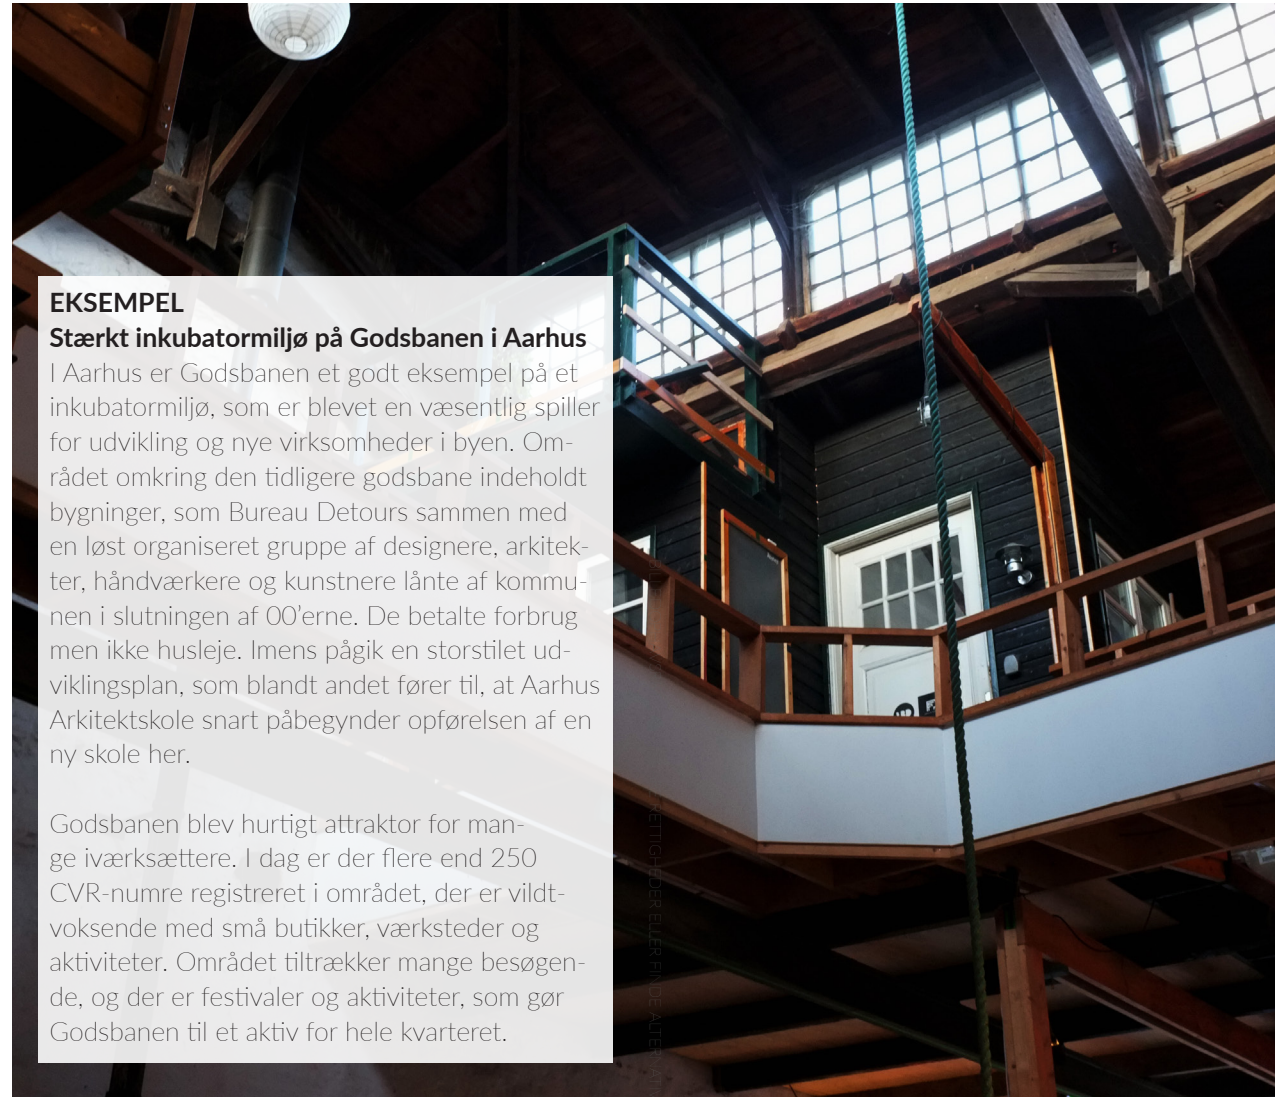 EKSEMPEL
Stærkt inkubatormiljø på Godsbanen i Aarhus
I Aarhus er Godsbanen et godt eksempel på et
inkubatormiljø, som er blevet en væsentlig spiller
for udvikling og nye virksomheder i byen. Om-
rådet omkring den tidligere godsbane indeholdt
bygninger, som Bureau Detours sammen med
en løst organiseret gruppe af designere, arkitek-
ter, håndværkere og kunstnere lånte af kommu-
nen i slutningen af 00’erne. De betalte forbrug
men ikke husleje. Imens pågik en storstilet ud-
viklingsplan, som blandt andet fører til, at Aarhus
Arkitektskole snart påbegynder opførelsen af en
ny skole her.
Godsbanen blev hurtigt attraktor for man-
ge iværksættere. I dag er der flere end 250
CVR-numre registreret i området, der er vildt-
voksende med små butikker, værksteder og
aktiviteter. Området tiltrækker mange besøgen-
de, og der er festivaler og aktiviteter, som gør
Godsbanen til et aktiv for hele kvarteret.
ELLER FINDE